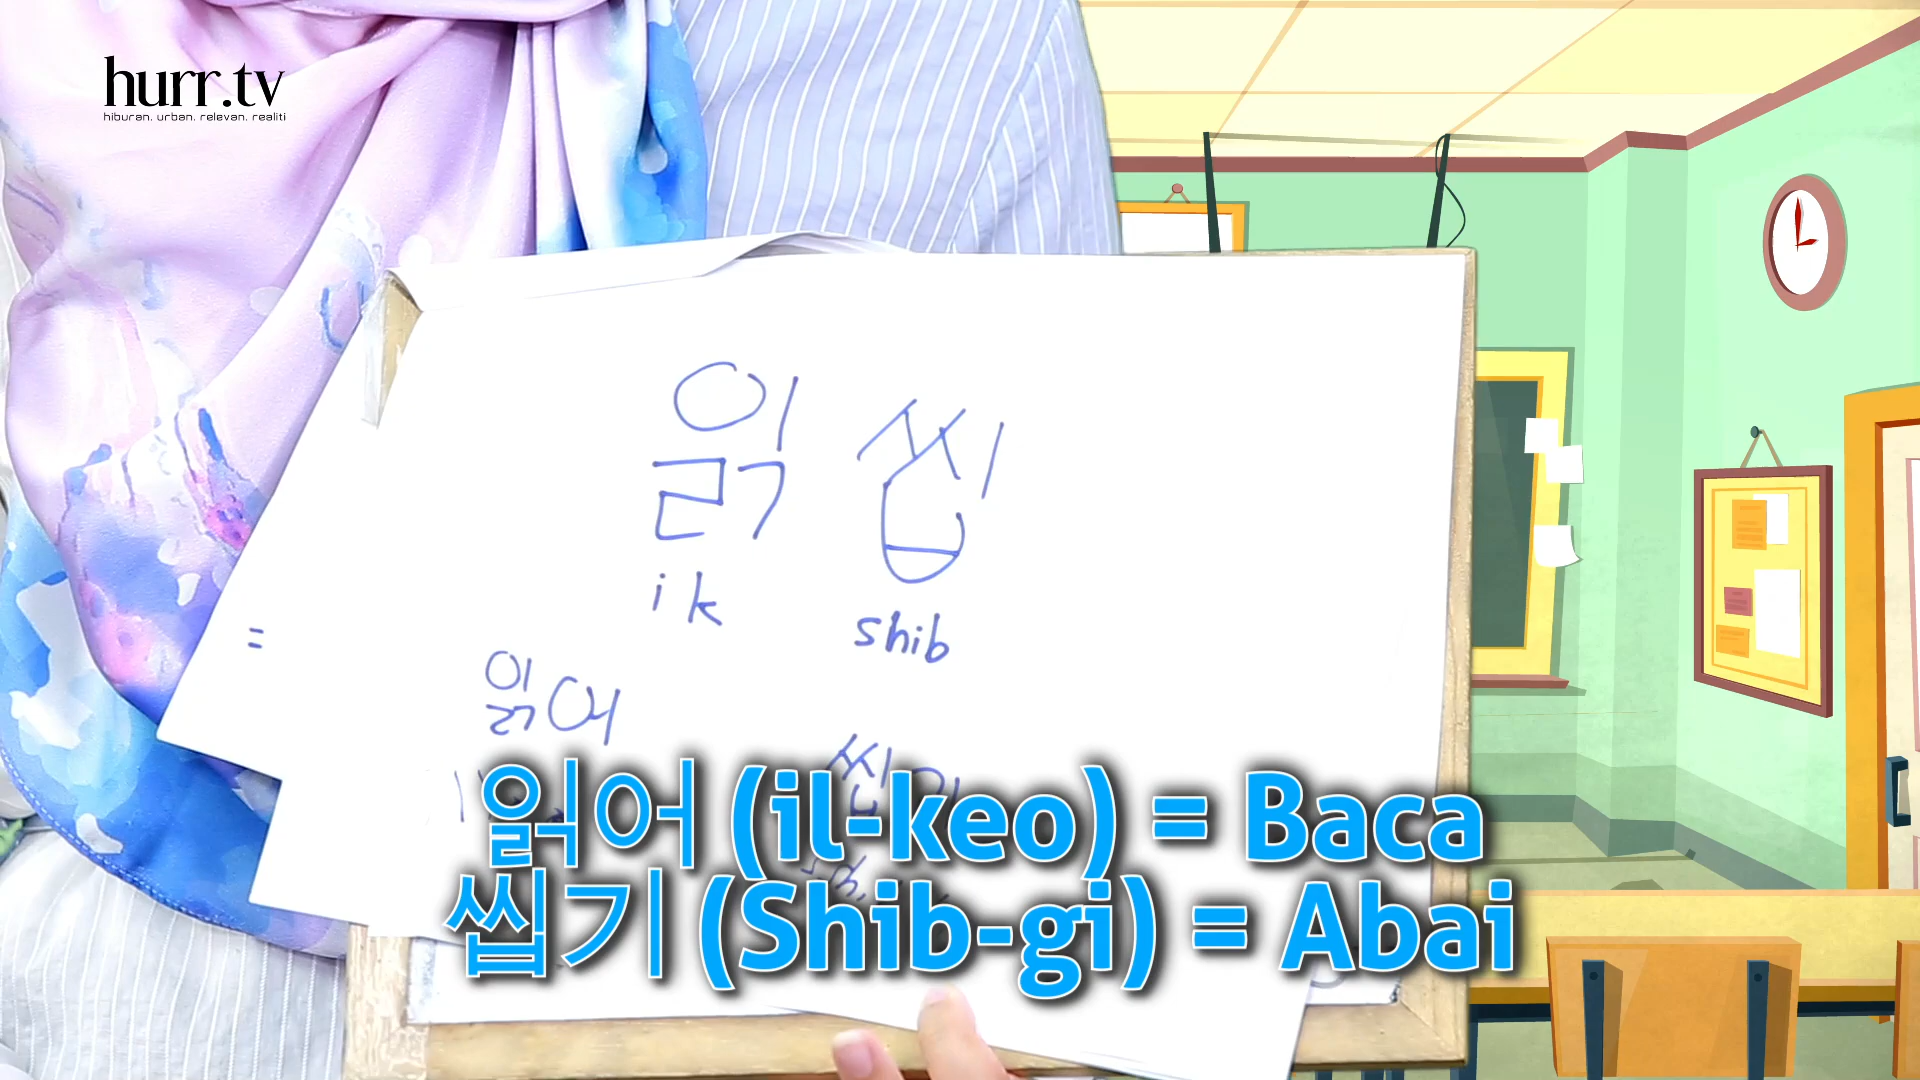 hurr.tv
hiburan. urban. relevan. realiti
읽 씹
ik shib
=
읽어
읽어 (il-keo) = Baca
씹기 (Shib-gi) = Abai